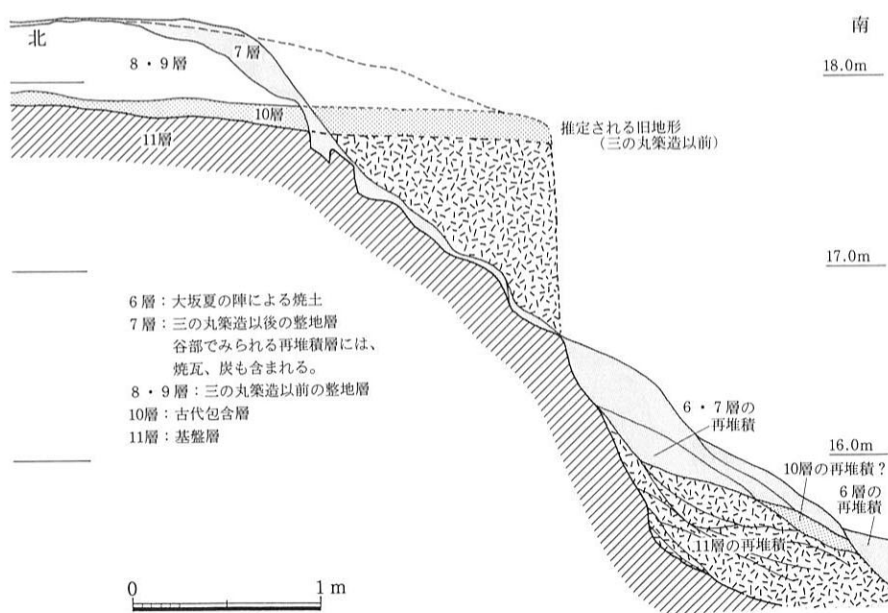 北
南
7層
8・9層
18.0m
10層
推定される旧地形
(三の丸築造以前)
11層
17.0m
6層：大坂夏の陣による焼土
7層：三の丸築造以後の整地層
谷部でみられる再堆積層には、
焼瓦、炭も含まれる。
8・9層：三の丸築造以前の整地層
10層：古代包含層
11層：基盤層
6・7層の
再堆積
16.0m
10層の再堆積？
6層の
再堆積
11層の再堆積
0 1m